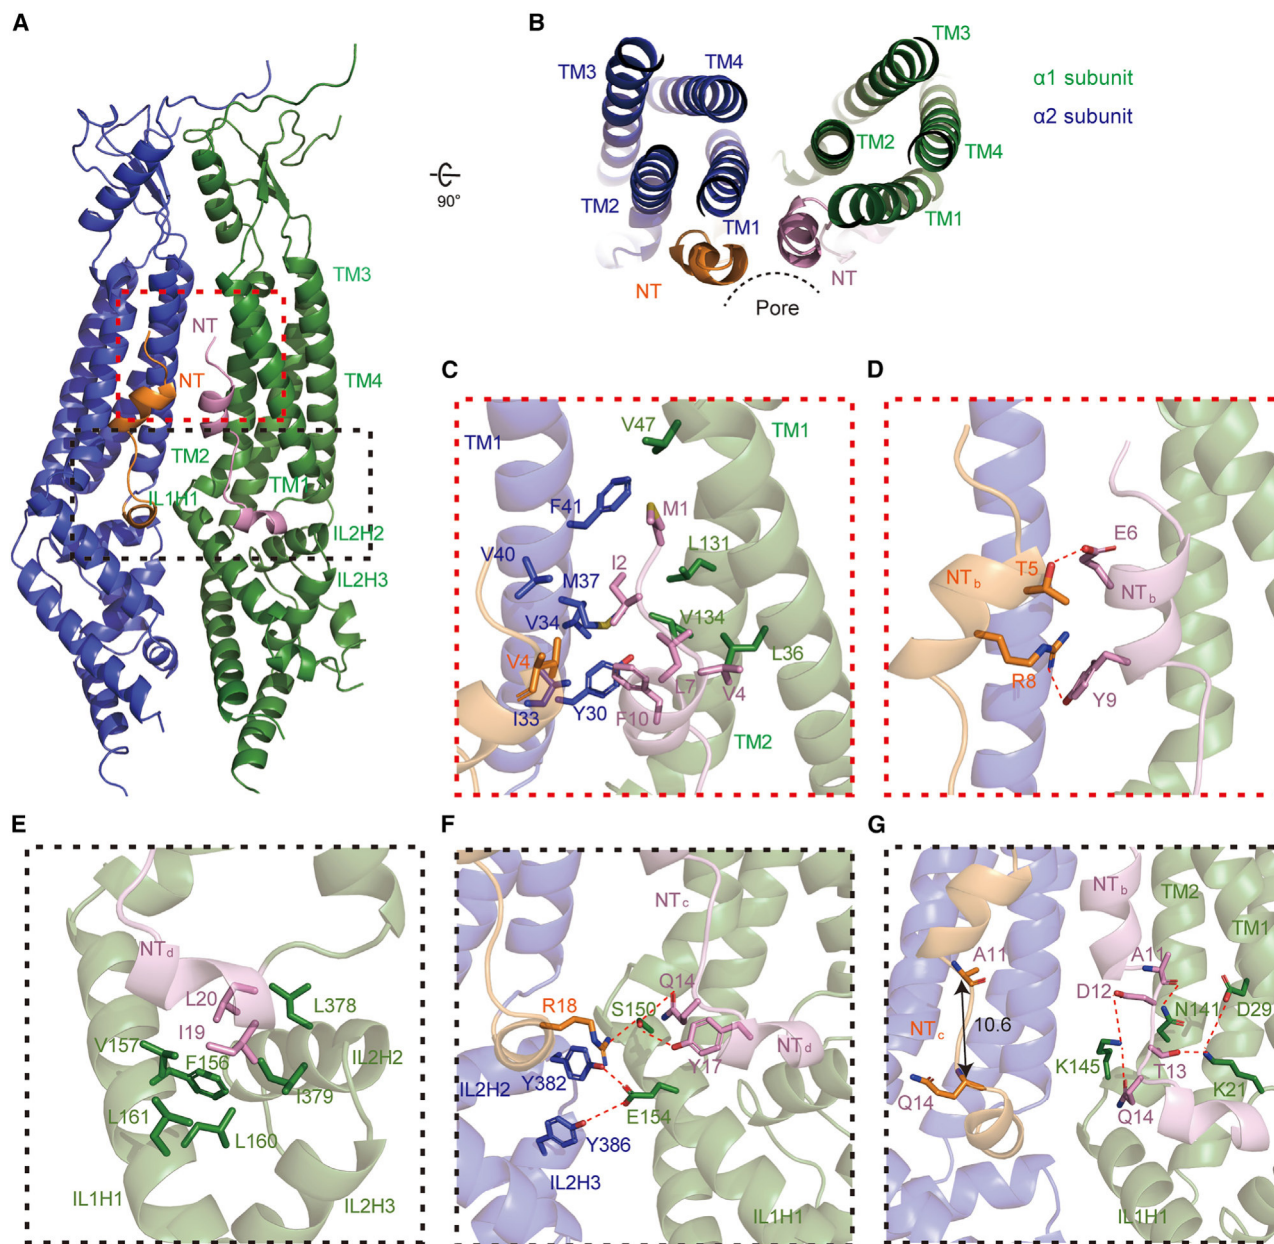 A
NT
TM3
NT
TM4
TM2
TM1
IL1H1
IL2H2
IL2H3
90°
B
TM3
TM4
TM2
TM1
NT
TM3
TM2
TM4
TM1
NT
Pore
α1 subunit
α2 subunit
C
TM1
V47
TM1
F41
M1
V40
I2
L131
M37
V34
V134
V4
L36
L7
V4
I33
Y30
F10
TM2
D
E6
T5
NTb
NTb
R8
Y9
E
NTd
L20
L378
I19
V157
F156
IL2H2
I379
L161
L160
IL1H1
IL2H3
F
NTc
Q14
R18
S150
Y17
NTd
IL2H2
Y382
E154
Y386
IL2H3
IL1H1
G
NTb
TM2
TM1
A11
A11
D12
N141
D29
NTc
10.6
K145
T13
K21
Q14
Q14
IL1H1